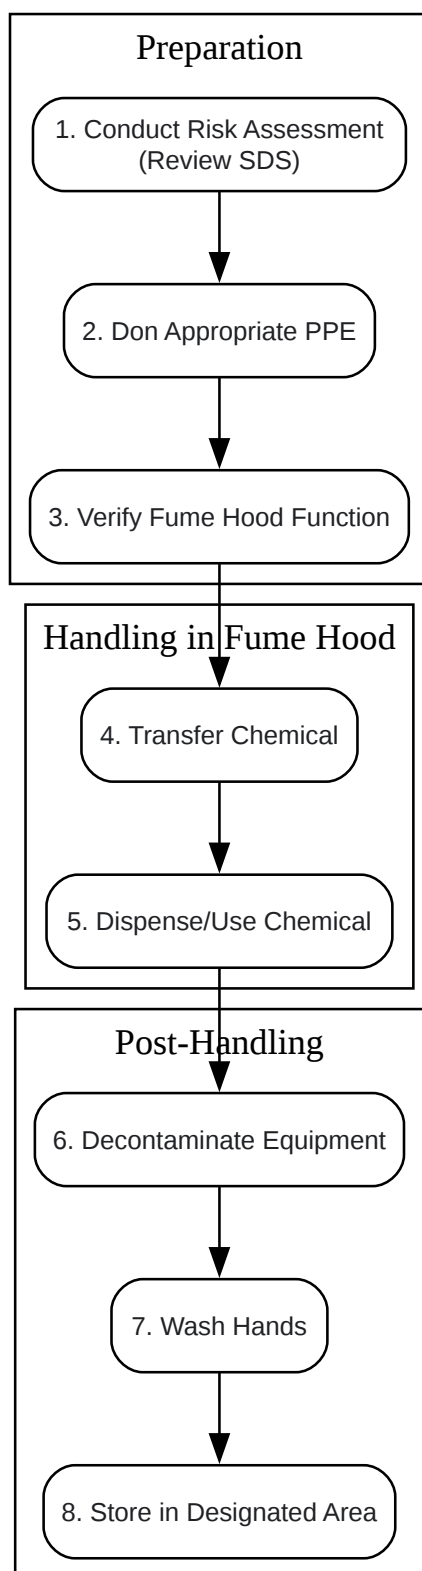 Preparation
1. Conduct Risk Assessment
(Review SDS)
2. Don Appropriate PPE
3. Verify Fume Hood Function
Handling in Fume Hood
4. Transfer Chemical
5. Dispense/Use Chemical
Post-Handling
6. Decontaminate Equipment
7. Wash Hands
8. Store in Designated Area